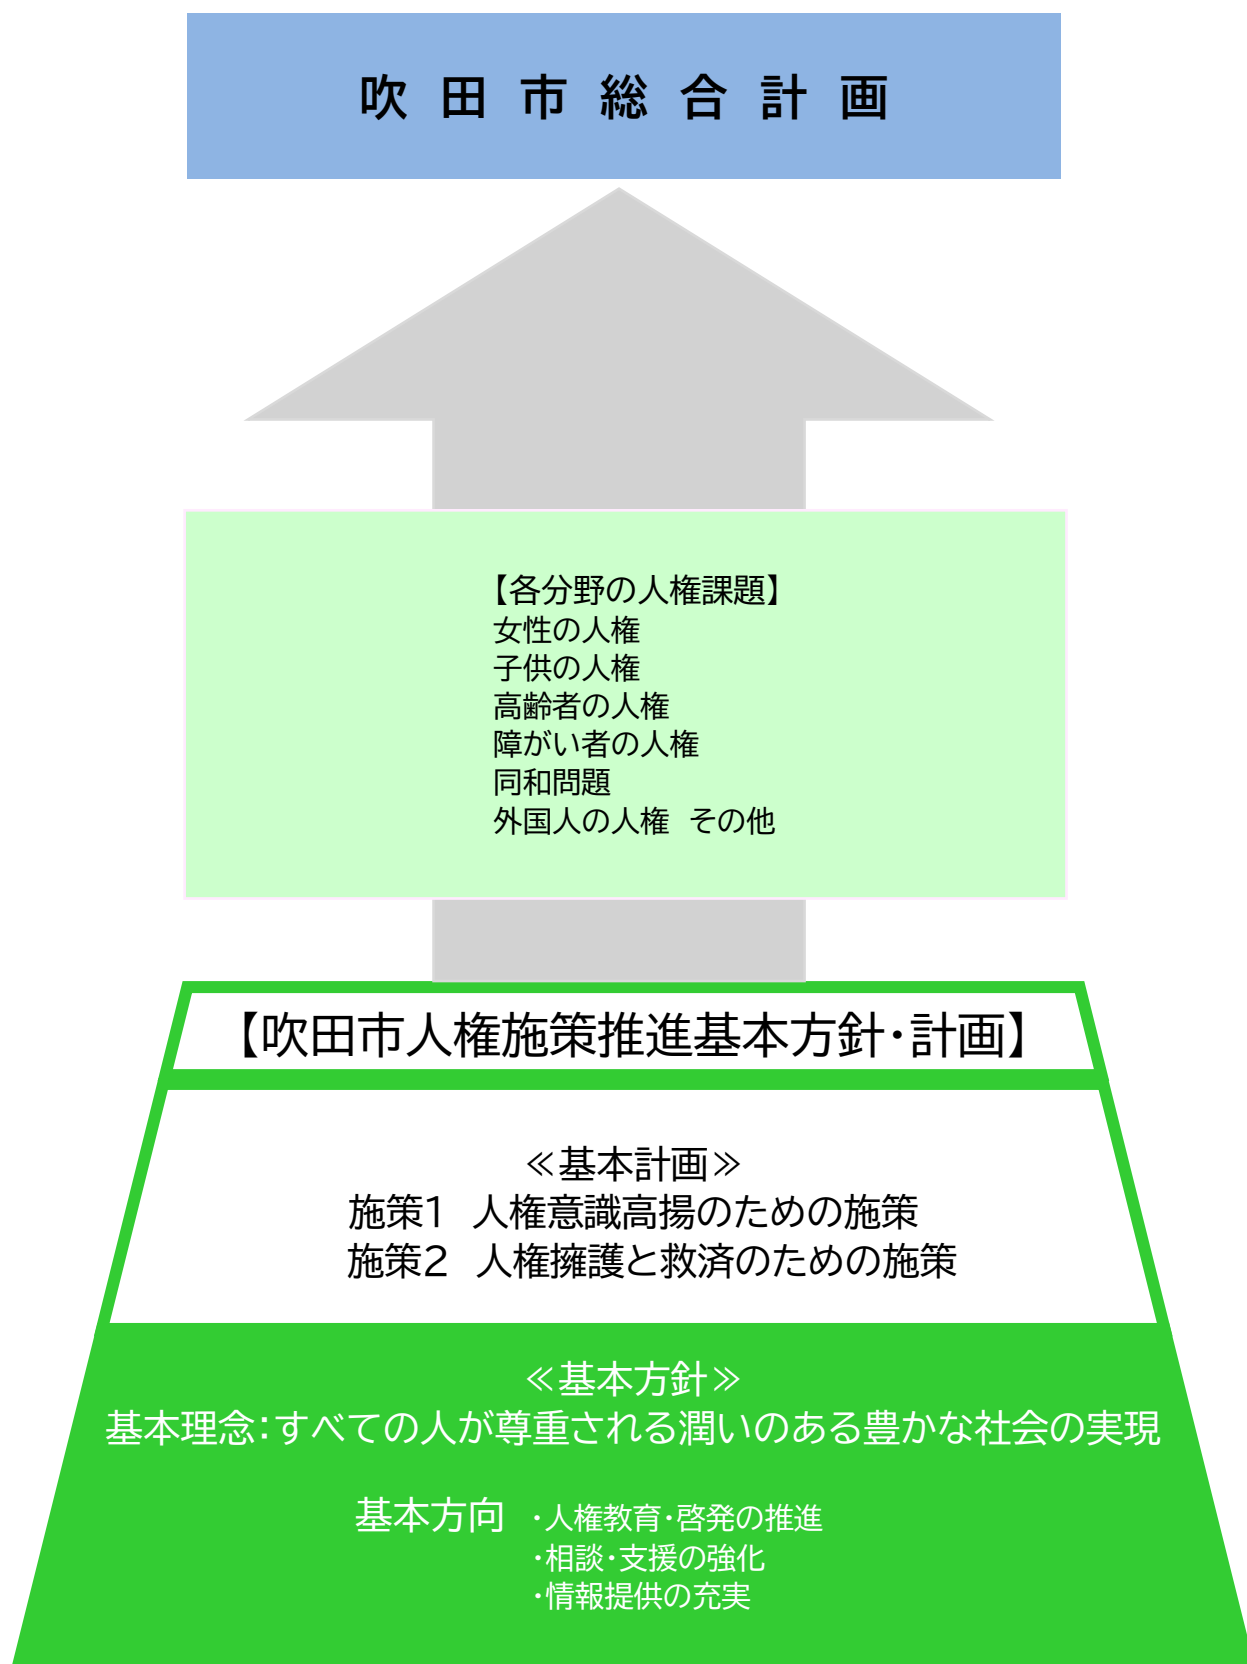 吹 田 市 総 合 計 画
【各分野の人権課題】
女性の人権
子供の人権
高齢者の人権
障がい者の人権
同和問題
外国人の人権 その他
【吹田市人権施策推進基本方針・計画】
≪基本計画≫
施策1 人権意識高揚のための施策
施策2 人権擁護と救済のための施策
≪基本方針≫
基本理念：すべての人が尊重される潤いのある豊かな社会の実現
基本方向 ・人権教育・啓発の推進
・相談・支援の強化
・情報提供の充実